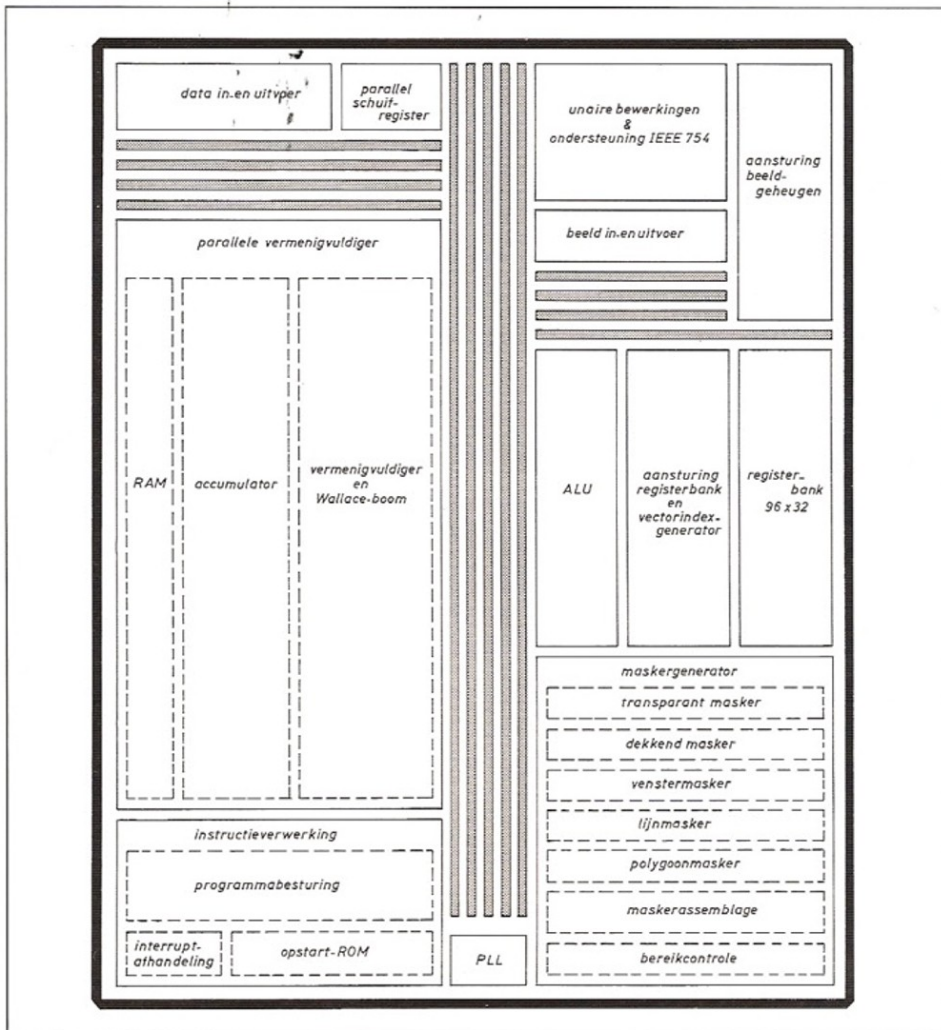 data in-en uitvoer
parallel
schuif-
register
unaire bewerkingen
&
ondersteuning IEEE 754
aansturing
beeld-
geheugen
beeld in-en uitvoer
parallele vermenigvuldiger
RAM
accumulator
vermenigvuldiger
en
Wallace-boom
ALU
aansturing
registerbank
en
vectorindex-
generator
register-
bank
96 x 32
maskergenerator
transparant masker
dekkend masker
venstermasker
lijnmasker
polygoonmasker
maskerassemblage
bereikcontrole
instructieverwerking
programmabesturing
interrupt-
afhandeling
opstart-ROM
PLL